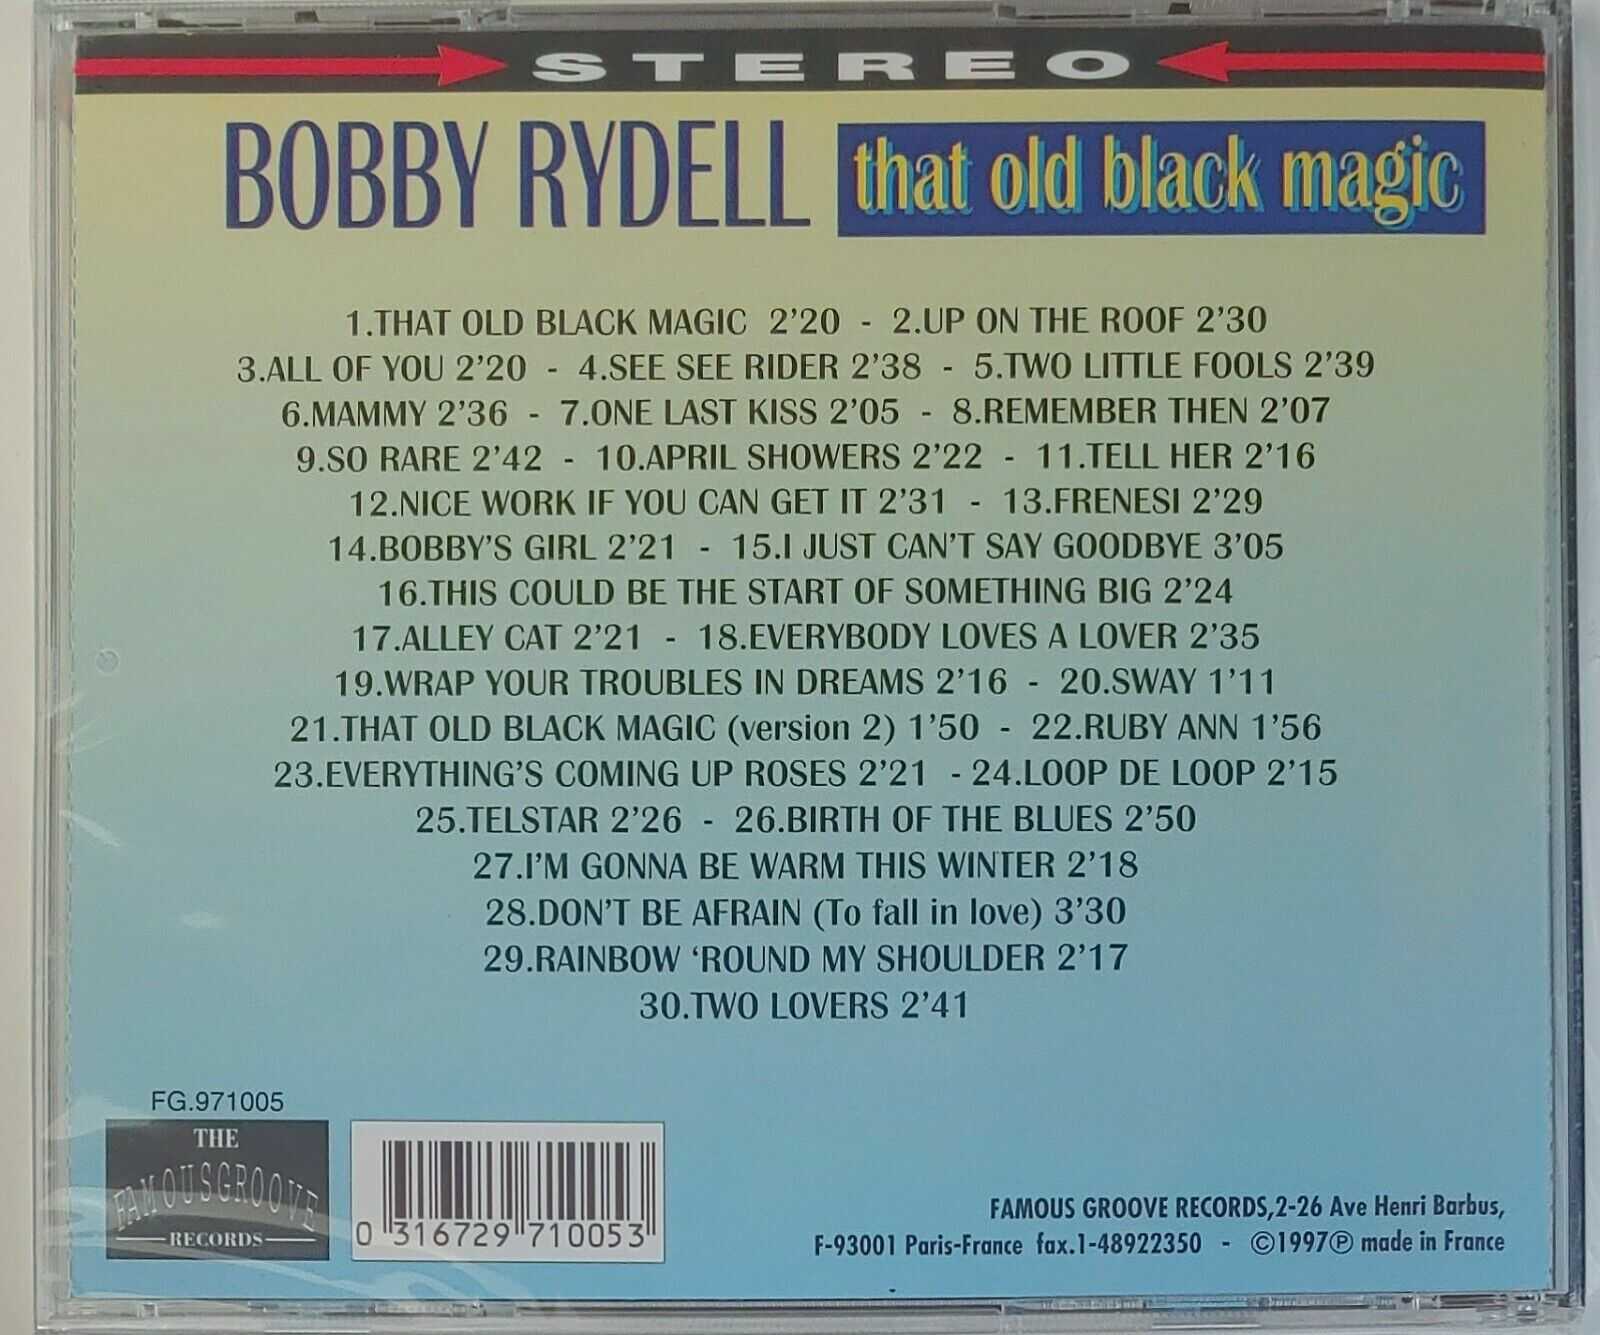 STEREO
BOBBY RYDELL that old black magic
1.THAT OLD BLACK MAGIC 2’20 - 2.UP ON THE ROOF 2’30
3.ALL OF YOU 2’20 - 4.SEE SEE RIDER 2’38 - 5.TWO LITTLE FOOLS 2’39
6.MAMMY 2’36 - 7.ONE LAST KISS 2’05 - 8.REMEMBER THEN 2’07
9.SO RARE 2’42 - 10.APRIL SHOWERS 2’22 - 11.TELL HER 2’16
12.NICE WORK IF YOU CAN GET IT 2’31 - 13.FRENESI 2’29
14.BOBBY’S GIRL 2’21 - 15.I JUST CAN’T SAY GOODBYE 3’05
16.THIS COULD BE THE START OF SOMETHING BIG 2’24
17.ALLEY CAT 2’21 - 18.EVERYBODY LOVES A LOVER 2’35
19.WRAP YOUR TROUBLES IN DREAMS 2’16 - 20.SWAY 1’11
21.THAT OLD BLACK MAGIC (version 2) 1’50 - 22.RUBY ANN 1’56
23.EVERYTHING’S COMING UP ROSES 2’21 - 24.LOOP DE LOOP 2’15
25.TELSTAR 2’26 - 26.BIRTH OF THE BLUES 2’50
27.I’M GONNA BE WARM THIS WINTER 2’18
28.DON’T BE AFRAIN (To fall in love) 3’30
29.RAINBOW ‘ROUND MY SHOULDER 2’17
30.TWO LOVERS 2’41
FG.971005
THE
FAMOUSGROOVE
RECORDS
0 316729 710053
FAMOUS GROOVE RECORDS,2-26 Ave Henri Barbus,
F-93001 Paris-France fax.1-48922350 - ©1997℗ made in France